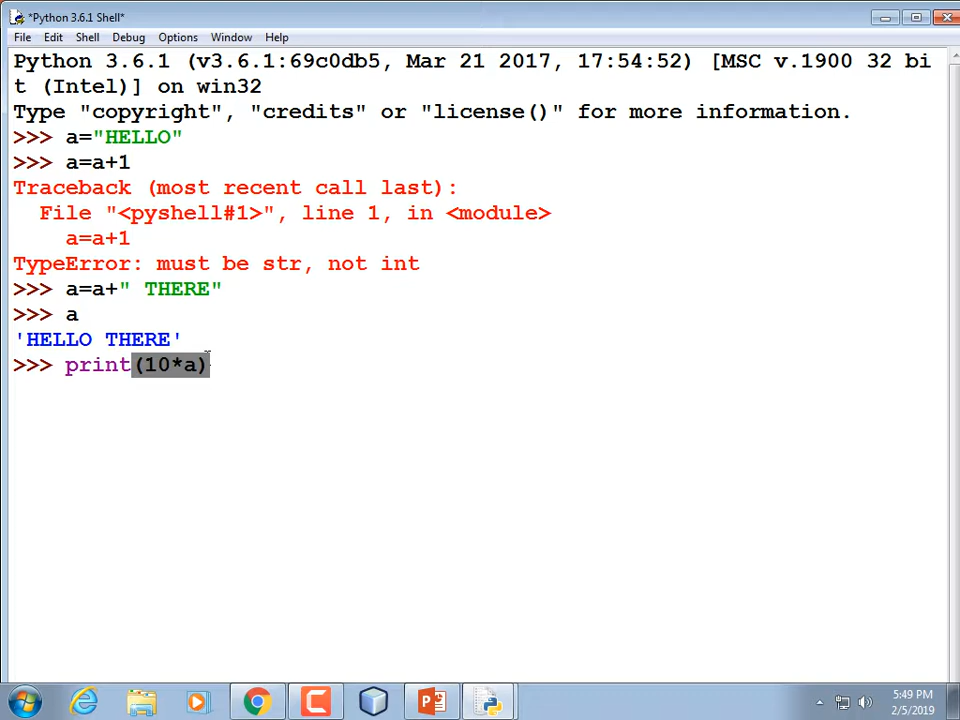 *Python 3.6.1 Shell*
File Edit Shell Debug Options Window Help
Python 3.6.1 (v3.6.1:69c0db5, Mar 21 2017, 17:54:52) [MSC v.1900 32 bi
t (Intel)] on win32
Type "copyright", "credits" or "license()" for more information.
>>> a="HELLO"
>>> a=a+1
Traceback (most recent call last):
  File "<pyshell#1>", line 1, in <module>
    a=a+1
TypeError: must be str, not int
>>> a=a+" THERE"
>>> a
'HELLO THERE'
>>> print(10*a)
5:49 PM
2/5/2019